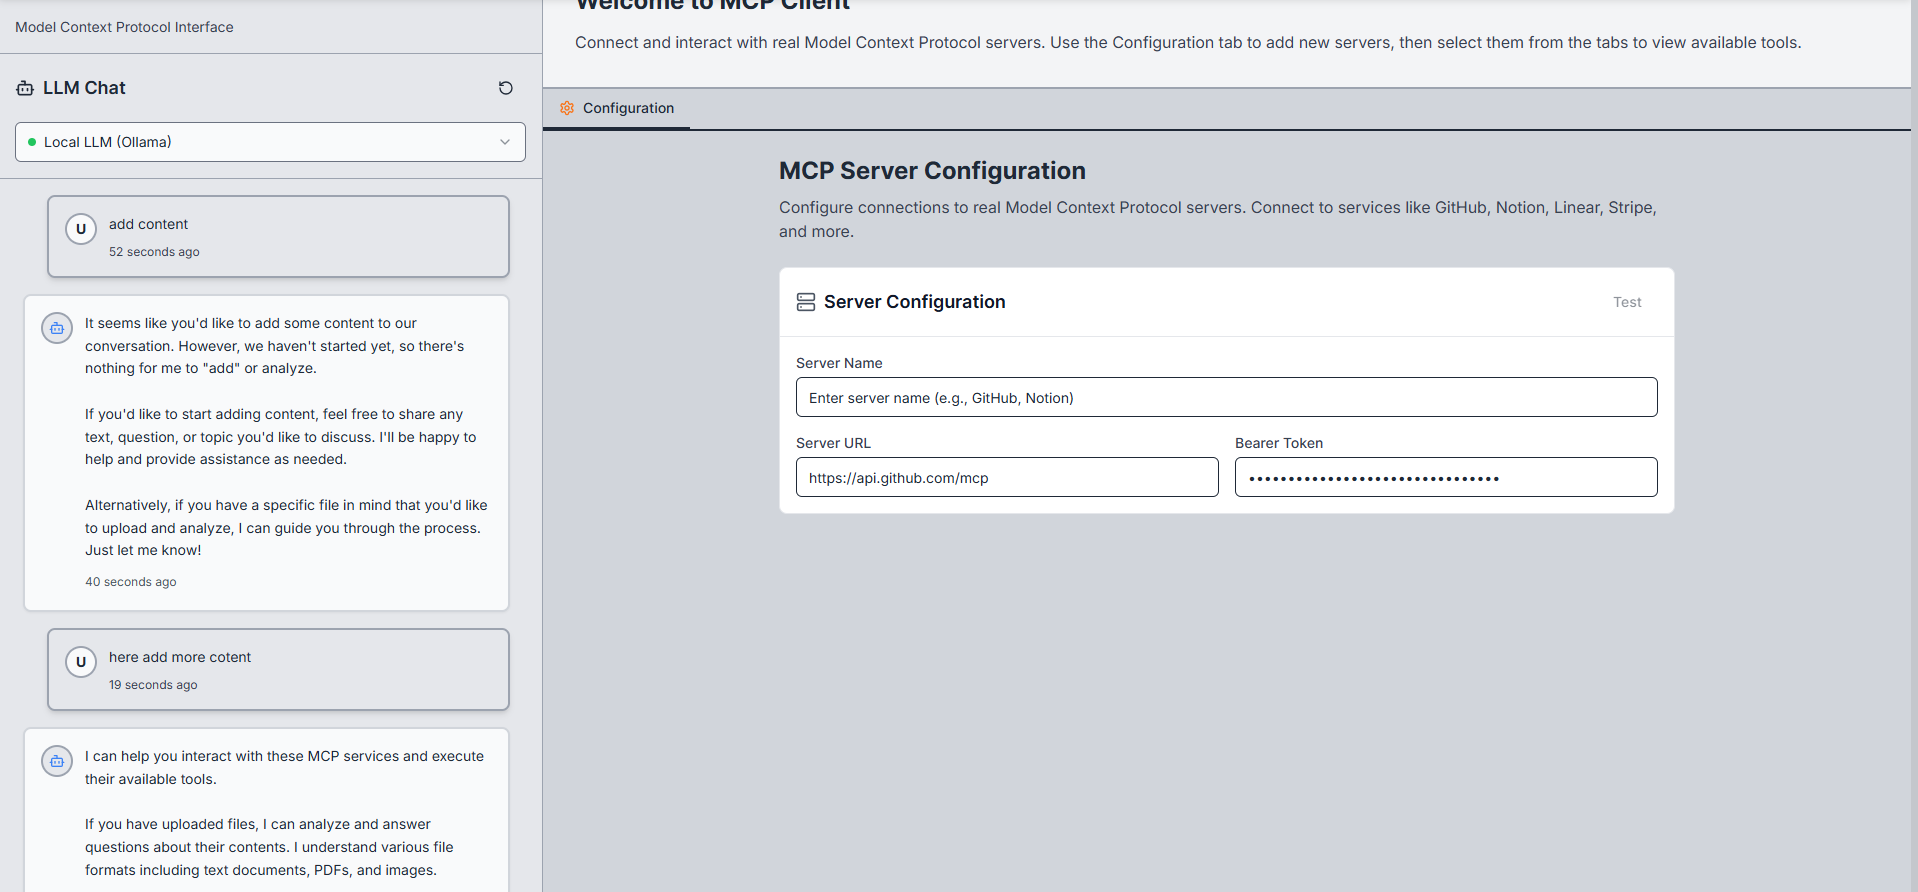 Model Context Protocol Interface
LLM Chat
Local LLM (Ollama)
U
add content
52 seconds ago
It seems like you'd like to add some content to our
conversation. However, we haven't started yet, so there's
nothing for me to "add" or analyze.
If you'd like to start adding content, feel free to share any
text, question, or topic you'd like to discuss. I'll be happy to
help and provide assistance as needed.
Alternatively, if you have a specific file in mind that you'd like
to upload and analyze, I can guide you through the process.
Just let me know!
40 seconds ago
U
here add more cotent
19 seconds ago
I can help you interact with these MCP services and execute
their available tools.
If you have uploaded files, I can analyze and answer
questions about their contents. I understand various file
formats including text documents, PDFs, and images.
Welcome to MCP Client
Connect and interact with real Model Context Protocol servers. Use the Configuration tab to add new servers, then select them from the tabs to view available tools.
Configuration
MCP Server Configuration
Configure connections to real Model Context Protocol servers. Connect to services like GitHub, Notion, Linear, Stripe,
and more.
Server Configuration
Test
Server Name
Enter server name (e.g., GitHub, Notion)
Server URL
Bearer Token
https://api.github.com/mcp
••••••••••••••••••••••••••••••••